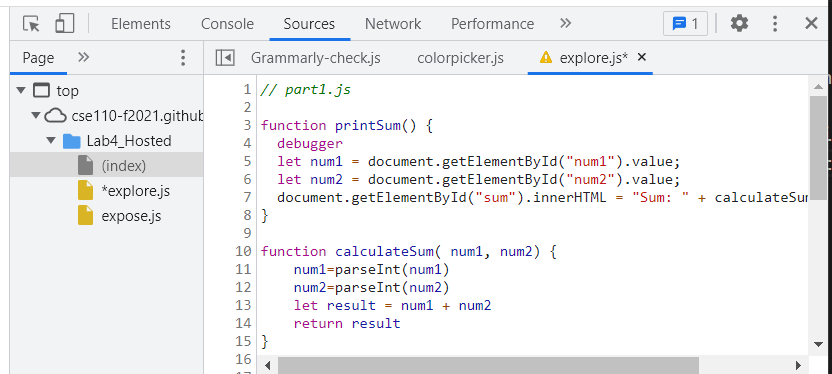 Elements Console Sources Network Performance » 1
Page » Grammarly-check.js colorpicker.js explore.js* ×
top
cse110-f2021.github
Lab4_Hosted
(index)
*explore.js
expose.js
1 // part1.js
2
3 function printSum() {
4 debugger
5 let num1 = document.getElementById("num1").value;
6 let num2 = document.getElementById("num2").value;
7 document.getElementById("sum").innerHTML = "Sum: " + calculateSum
8 }
9
10 function calculateSum( num1, num2) {
11 num1=parseInt(num1)
12 num2=parseInt(num2)
13 let result = num1 + num2
14 return result
15 }
16